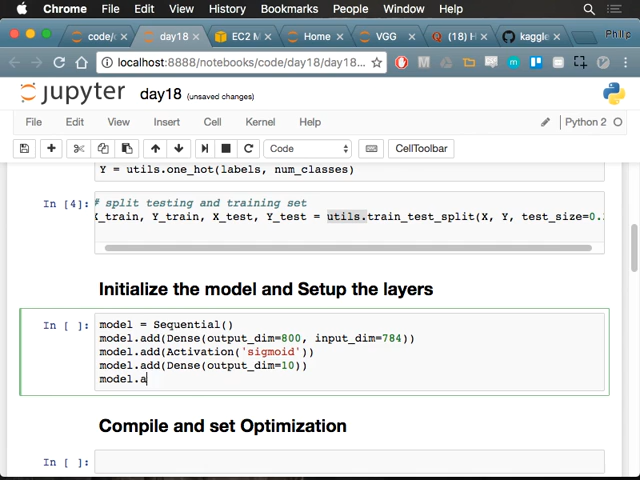 Chrome File Edit View History Bookmarks People Window Help
code/ day18 EC2 M Home VGG (18) H kaggle Philip
localhost:8888/notebooks/code/day18/day18
jupyter day18 (unsaved changes)
File Edit View Insert Cell Kernel Help Python 2
Code CellToolbar
Y = utils.one_hot(labels, num_classes)
In [4]: # split testing and training set
X_train, Y_train, X_test, Y_test = utils.train_test_split(X, Y, test_size=0.
Initialize the model and Setup the layers
In [ ]: model = Sequential()
model.add(Dense(output_dim=800, input_dim=784))
model.add(Activation('sigmoid'))
model.add(Dense(output_dim=10))
model.a
Compile and set Optimization
In [ ]: